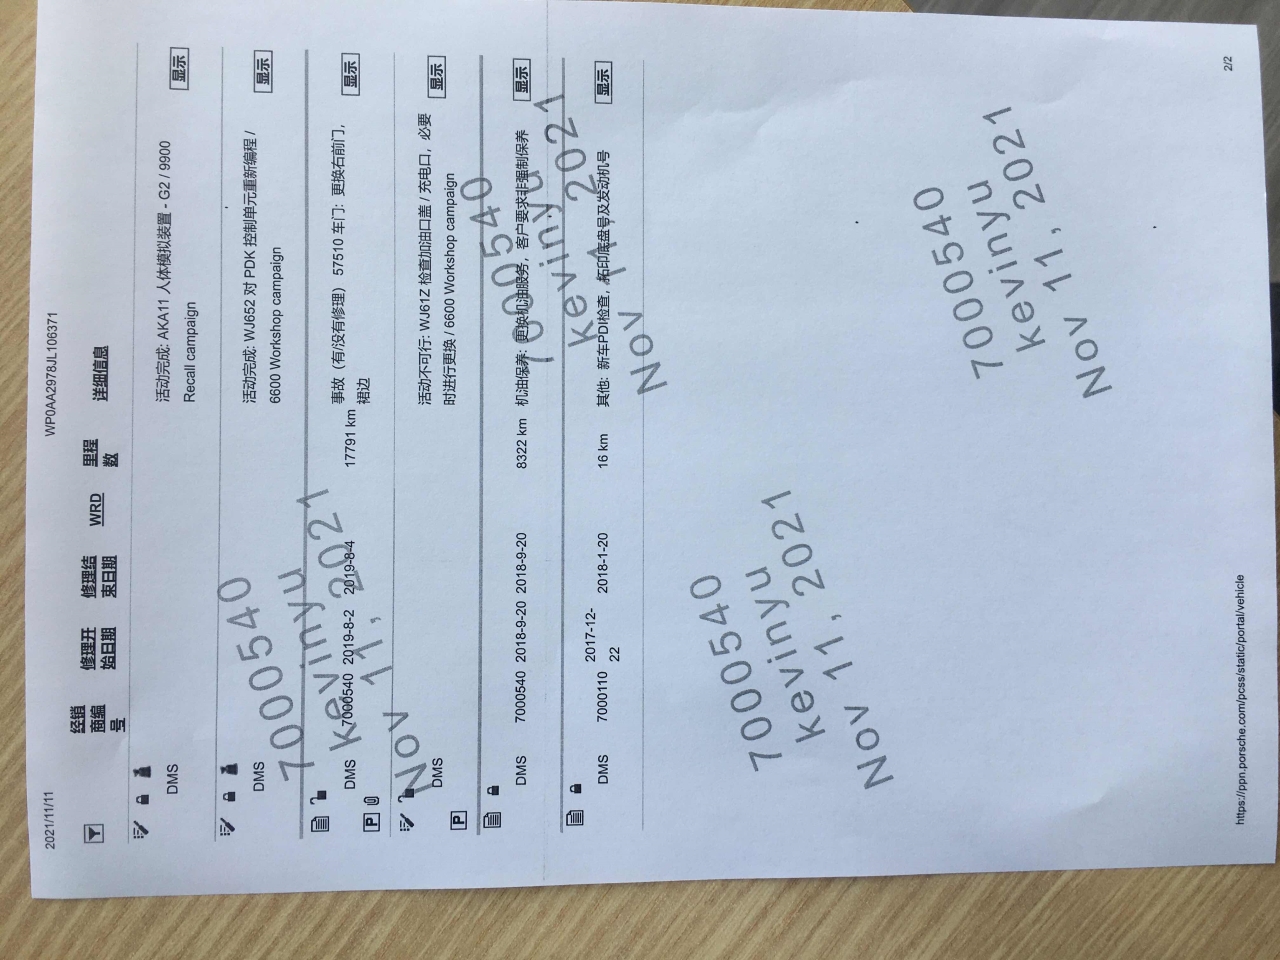 2021/11/11 WP0AA2978JL106371
经销商编号 修理开始日期 修理结束日期 WRD 里程数 详细信息
DMS 活动完成: AKA11 人体模拟装置 - G2 / 9900 显示
Recall campaign
DMS 活动完成: WJ652 对 PDK 控制单元重新编程 / 显示
6600 Workshop campaign
DMS 7000540 2019-8-2 2019-8-4 17791 km 事故（有/没有修理） 57510 车门：更换右前门， 显示
P 裙边
DMS 活动不可行: WJ61Z 检查加油口盖 / 充电口，必要 显示
P 时进行更换 / 6600 Workshop campaign
DMS 7000540 2018-9-20 2018-9-20 8322 km 机油保养：更换机油服务，客户要求非强制保养 显示
DMS 7000110 2017-12-22 2018-1-20 16 km 其他：新车PDI检查，拓印底盘号及发动机号 显示
7000540
kevinyu
Nov 11, 2021
7000540
kevinyu
Nov 11, 2021
7000540
kevinyu
Nov 11, 2021
7000540
kevinyu
Nov 11, 2021
https://ppn.porsche.com/pcss/static/portal/vehicle 2/2